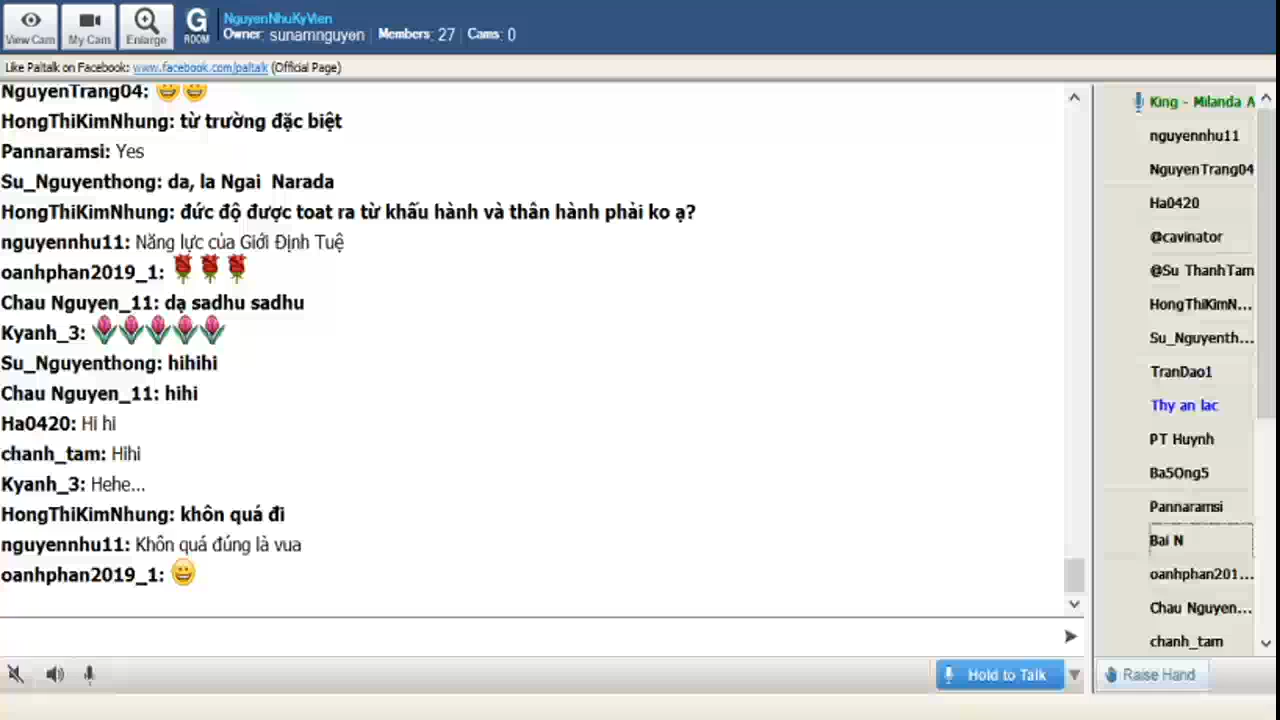 View Cam
My Cam
Enlarge
G
ROOM
NguyenNhuKyVien
Owner: sunamnguyen | Members: 27 | Cams: 0
Like Paltalk on Facebook: www.facebook.com/paltalk (Official Page)
NguyenTrang04:
HongThiKimNhung: từ trường đặc biệt
Pannaramsi: Yes
Su_Nguyenthong: da, la Ngai Narada
HongThiKimNhung: đức độ được toat ra từ khấu hành và thân hành phải ko ạ?
nguyennhu11: Năng lực của Giới Định Tuệ
oanhphan2019_1:
Chau Nguyen_11: dạ sadhu sadhu
Kyanh_3:
Su_Nguyenthong: hihihi
Chau Nguyen_11: hihi
Ha0420: Hi hi
chanh_tam: Hihi
Kyanh_3: Hehe...
HongThiKimNhung: khôn quá đi
nguyennhu11: Khôn quá đúng là vua
oanhphan2019_1:
Hold to Talk
King - Milanda A
nguyennhu11
NguyenTrang04
Ha0420
@cavinator
@Su ThanhTam
HongThiKimN...
Su_Nguyenth...
TranDao1
Thy an lac
PT Huynh
Ba5Ong5
Pannaramsi
Bai N
oanhphan201...
Chau Nguyen...
chanh_tam
Raise Hand